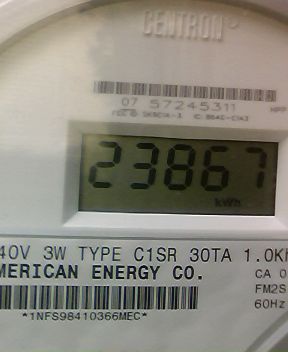 CENTRON
07 57245311
23867
kWh
40V 3W TYPE C1SR 30TA 1.0K
MERICAN ENERGY CO.
CA 0
FM2S
60Hz
*1NFS98410366MEC*